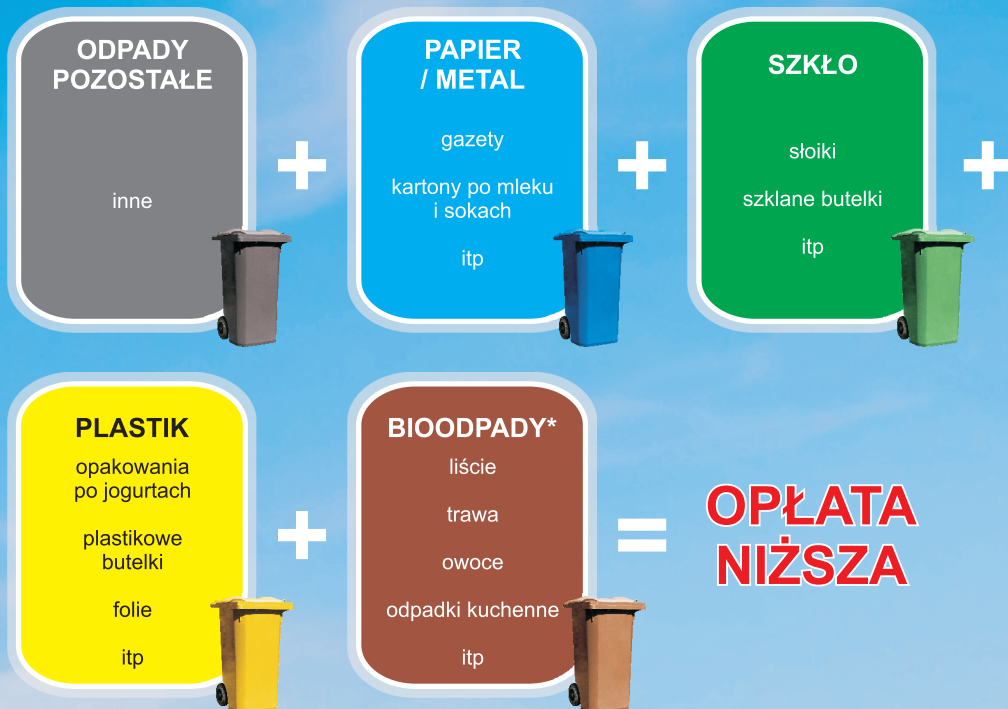 ODPADY
POZOSTAŁE
inne
+
PAPIER
/ METAL
gazety
kartony po mleku
i sokach
itp
+
SZKŁO
słoiki
szklane butelki
itp
+
PLASTIK
opakowania
po jogurtach
plastikowe
butelki
folie
itp
+
BIOODPADY*
liście
trawa
owoce
odpadki kuchenne
itp
=
OPŁATA
NIŻSZA